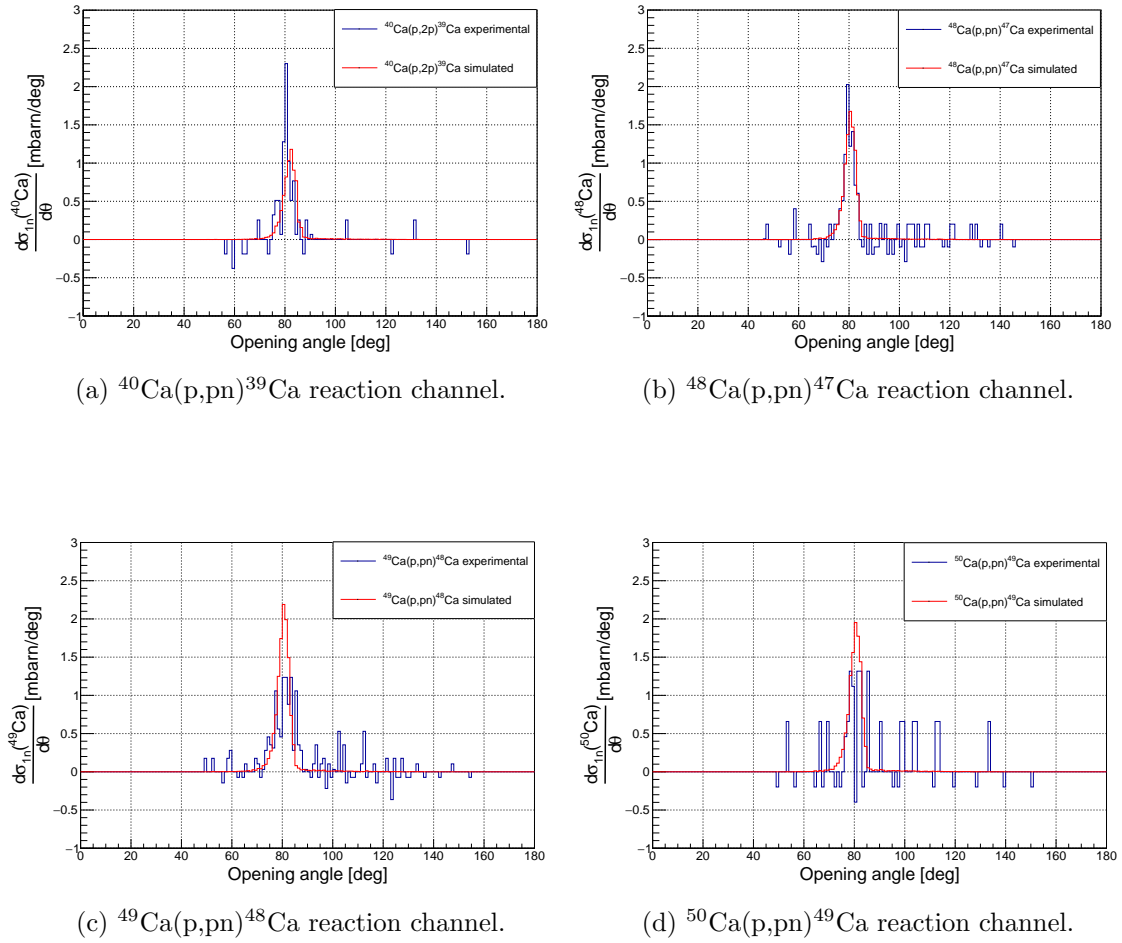 ⁴⁰Ca(p,2p)³⁹Ca experimental
⁴⁰Ca(p,2p)³⁹Ca simulated
dσ₁ₙ(⁴⁰Ca)/dθ [mbarn/deg]
3
2.5
2
1.5
1
0.5
0
−0.5
−1
0 20 40 60 80 100 120 140 160 180
Opening angle [deg]
(a) ⁴⁰Ca(p,pn)³⁹Ca reaction channel.
⁴⁸Ca(p,pn)⁴⁷Ca experimental
⁴⁸Ca(p,pn)⁴⁷Ca simulated
dσ₁ₙ(⁴⁸Ca)/dθ [mbarn/deg]
3
2.5
2
1.5
1
0.5
0
−0.5
−1
0 20 40 60 80 100 120 140 160 180
Opening angle [deg]
(b) ⁴⁸Ca(p,pn)⁴⁷Ca reaction channel.
⁴⁹Ca(p,pn)⁴⁸Ca experimental
⁴⁹Ca(p,pn)⁴⁸Ca simulated
dσ₁ₙ(⁴⁹Ca)/dθ [mbarn/deg]
3
2.5
2
1.5
1
0.5
0
−0.5
−1
0 20 40 60 80 100 120 140 160 180
Opening angle [deg]
(c) ⁴⁹Ca(p,pn)⁴⁸Ca reaction channel.
⁵⁰Ca(p,pn)⁴⁹Ca experimental
⁵⁰Ca(p,pn)⁴⁹Ca simulated
dσ₁ₙ(⁵⁰Ca)/dθ [mbarn/deg]
3
2.5
2
1.5
1
0.5
0
−0.5
−1
0 20 40 60 80 100 120 140 160 180
Opening angle [deg]
(d) ⁵⁰Ca(p,pn)⁴⁹Ca reaction channel.